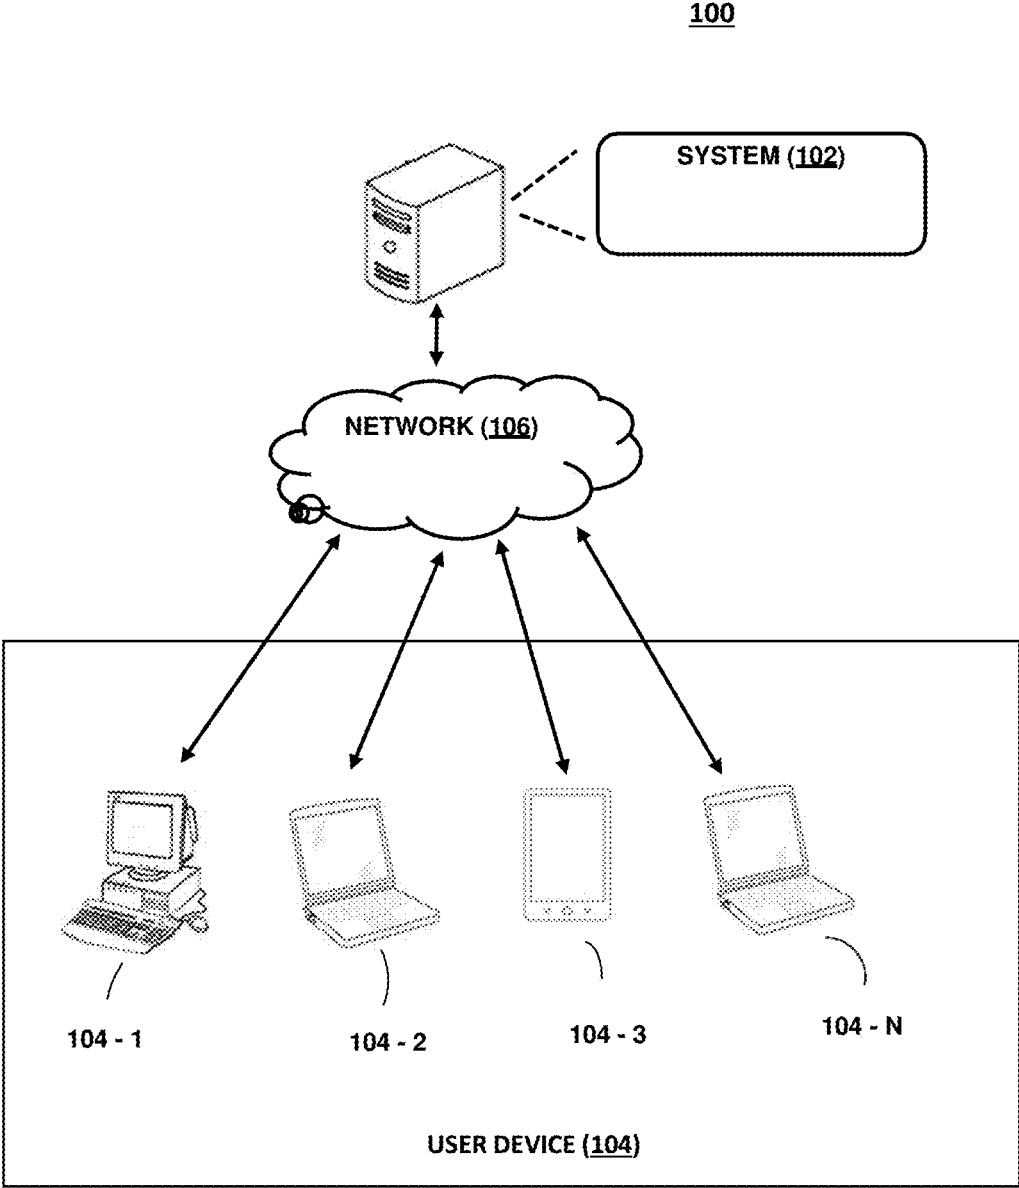 100
SYSTEM (102)
NETWORK (106)
104 - 1
104 - 2
104 - 3
104 - N
USER DEVICE (104)